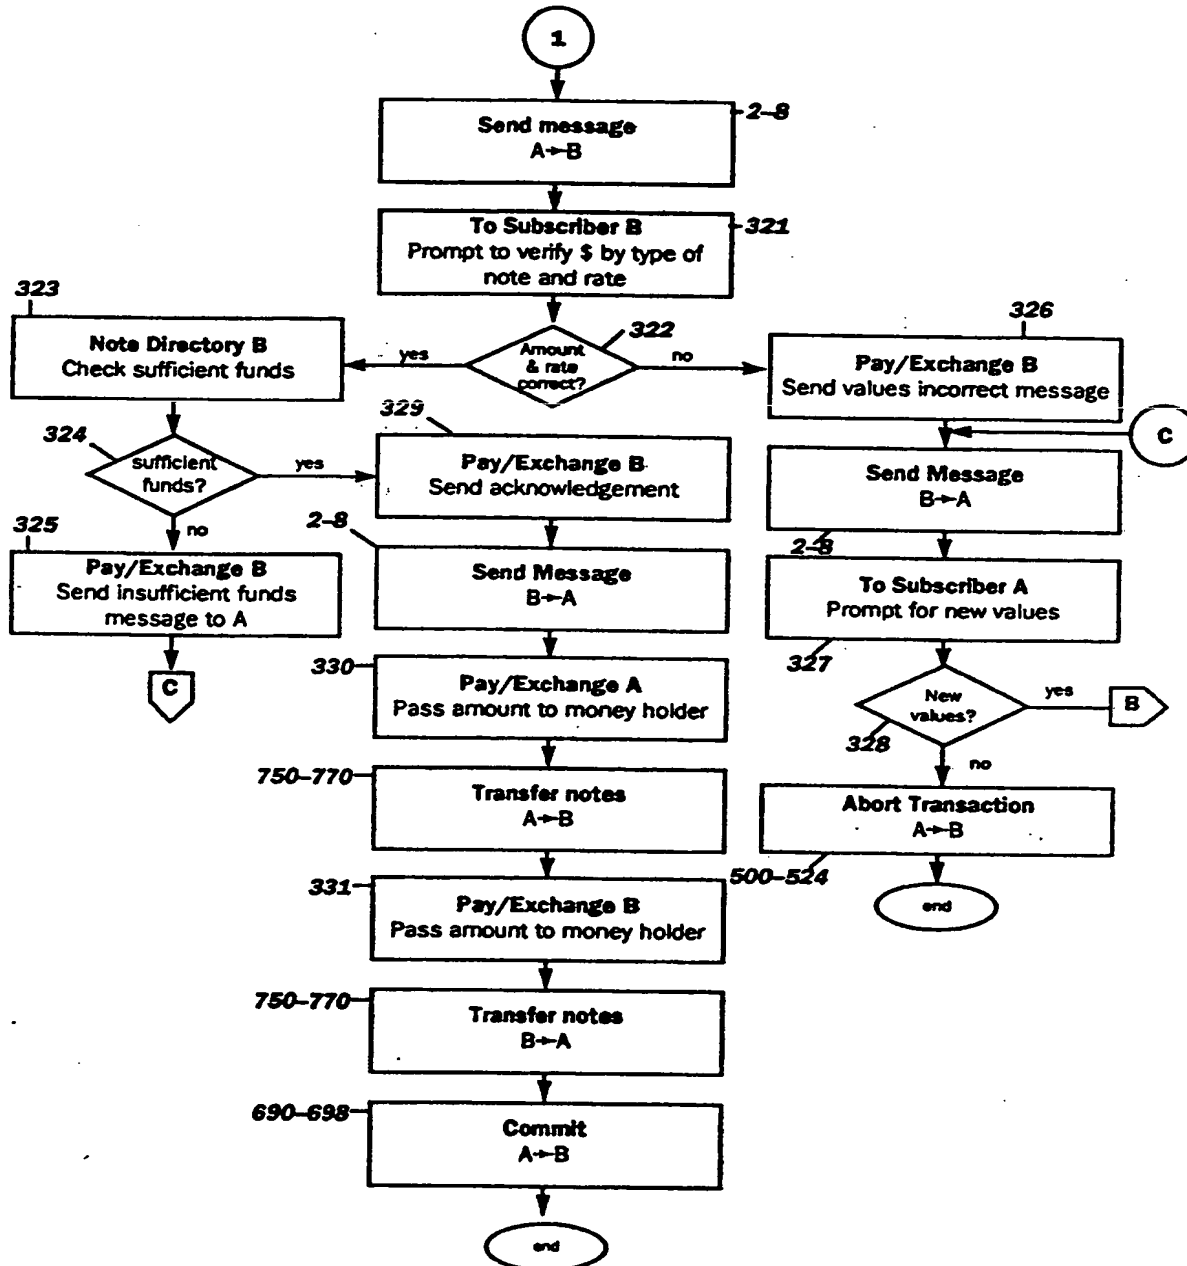 1
Send message
A→B
2-8
To Subscriber B
Prompt to verify $ by type of
note and rate
321
323
Note Directory B
Check sufficient funds
yes
Amount
& rate
correct?
322
no
326
Pay/Exchange B
Send values incorrect message
C
324
sufficient
funds?
yes
no
329
Pay/Exchange B
Send acknowledgement
Send Message
B→A
2-8
325
Pay/Exchange B
Send insufficient funds
message to A
C
2-8
Send Message
B→A
To Subscriber A
Prompt for new values
327
330
Pay/Exchange A
Pass amount to money holder
New
values?
328
yes
B
no
750-770
Transfer notes
A→B
Abort Transaction
A→B
500-524
end
331
Pay/Exchange B
Pass amount to money holder
750-770
Transfer notes
B→A
690-698
Commit
A→B
end